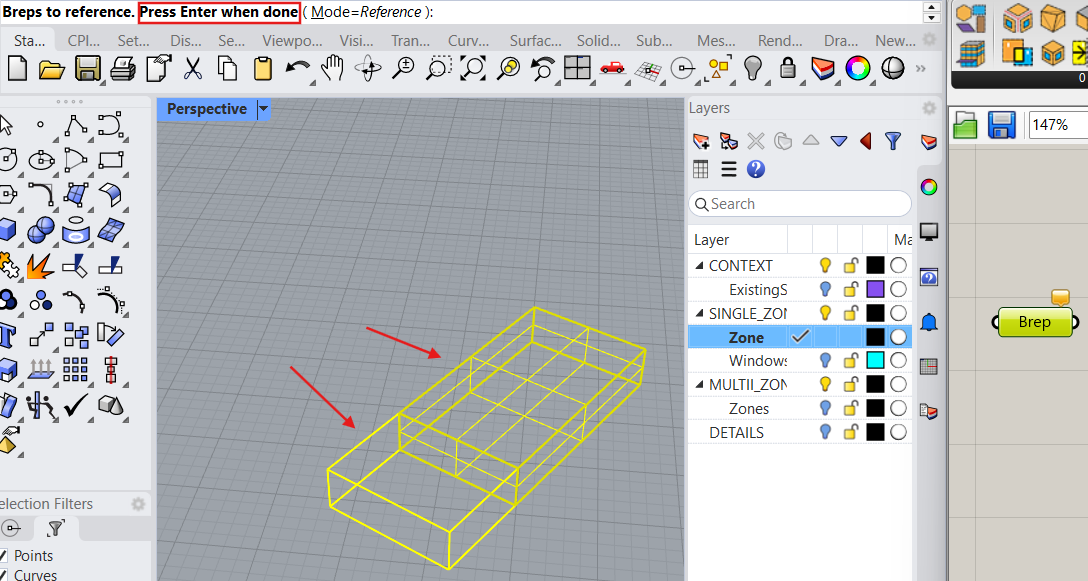 Breps to reference. Press Enter when done ( Mode=Reference ):
Sta... CPl... Set... Dis... Se... Viewpo Visi... Tran... Curv... Surfac... Solid... Sub... Mes... Rend... Dra... New...
0
147%
Perspective
Layers
Search
Layer Ma
CONTEXT
ExistingS
SINGLE_ZON
Zone
Windows
MULTII_ZON
Zones
DETAILS
Brep
election Filters
Points
Curves